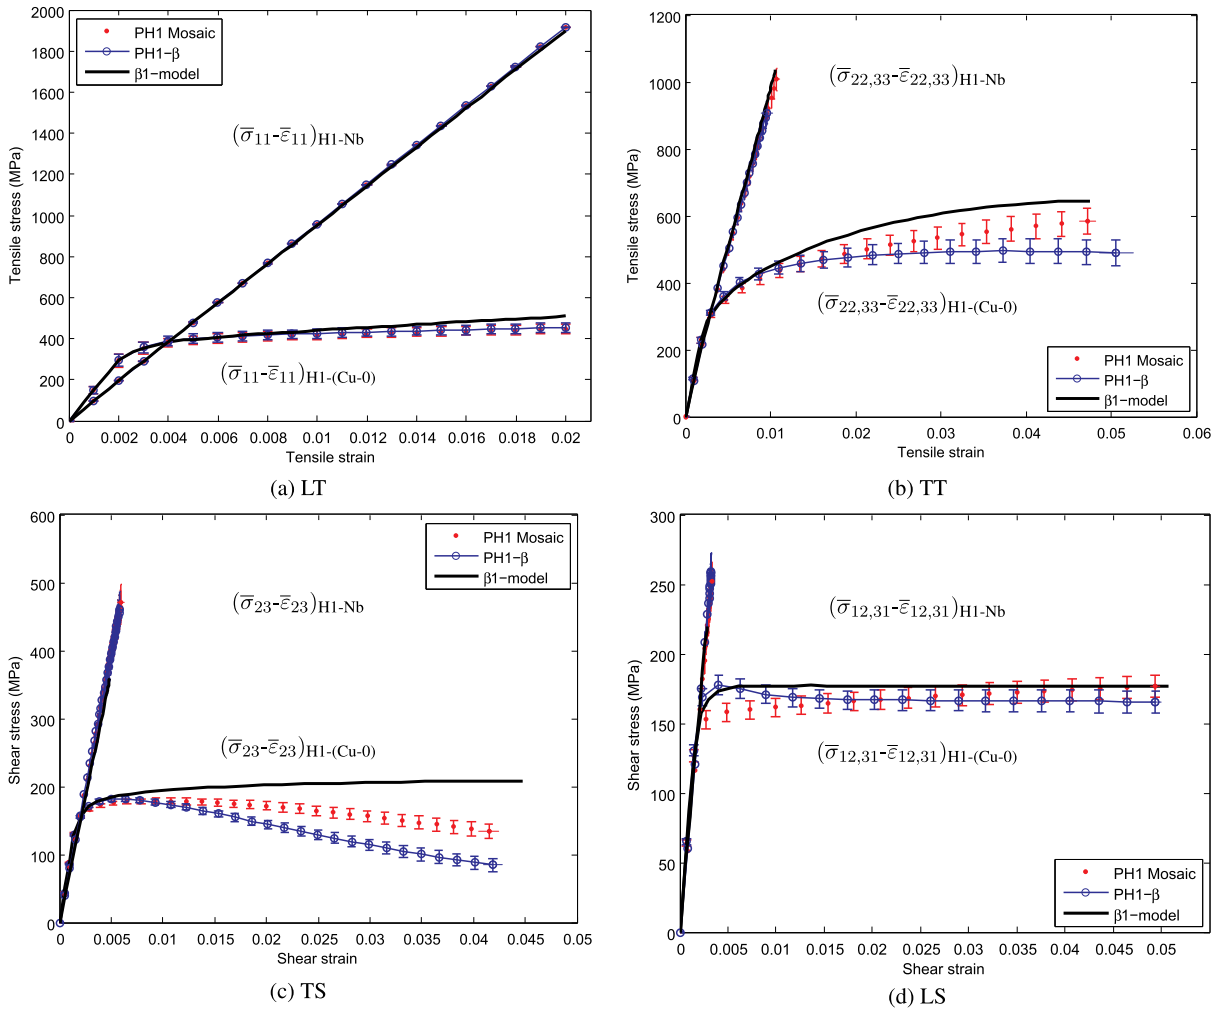 PH1 Mosaic
PH1−β
β1−model
(σ̅11-ε̅11)H1-Nb
(σ̅11-ε̅11)H1-(Cu-0)
Tensile stress (MPa)
0
200
400
600
800
1000
1200
1400
1600
1800
2000
0
0.002
0.004
0.006
0.008
0.01
0.012
0.014
0.016
0.018
0.02
Tensile strain
(a) LT
(σ̅22,33-ε̅22,33)H1-Nb
(σ̅22,33-ε̅22,33)H1-(Cu-0)
PH1 Mosaic
PH1−β
β1−model
Tensile stress (MPa)
0
200
400
600
800
1000
1200
0
0.01
0.02
0.03
0.04
0.05
0.06
Tensile strain
(b) TT
PH1 Mosaic
PH1−β
β1−model
(σ̅23-ε̅23)H1-Nb
(σ̅23-ε̅23)H1-(Cu-0)
Shear stress (MPa)
0
100
200
300
400
500
600
0
0.005
0.01
0.015
0.02
0.025
0.03
0.035
0.04
0.045
0.05
Shear strain
(c) TS
(σ̅12,31-ε̅12,31)H1-Nb
(σ̅12,31-ε̅12,31)H1-(Cu-0)
PH1 Mosaic
PH1−β
β1−model
Shear stress (MPa)
0
50
100
150
200
250
300
0
0.005
0.01
0.015
0.02
0.025
0.03
0.035
0.04
0.045
0.05
Shear strain
(d) LS